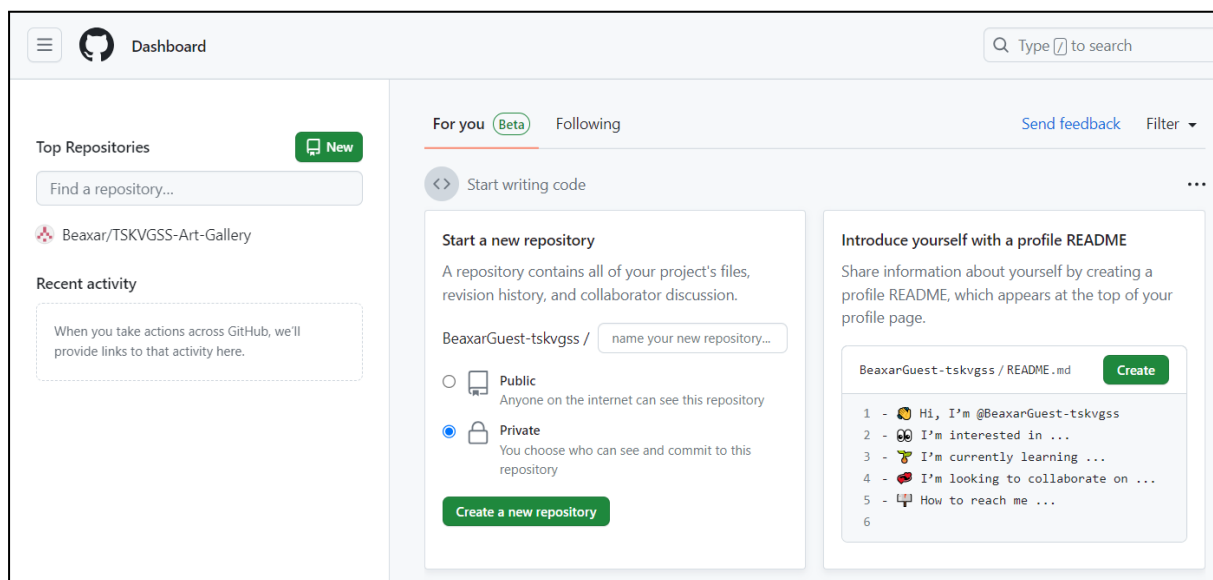 Dashboard
Type / to search
Top Repositories
New
Find a repository...
Beaxar/TSKVGSS-Art-Gallery
Recent activity
When you take actions across GitHub, we'll
provide links to that activity here.
For you Beta Following
Send feedback Filter
Start writing code
Start a new repository
A repository contains all of your project's files,
revision history, and collaborator discussion.
BeaxarGuest-tskvgss / name your new repository...
Public
Anyone on the internet can see this repository
Private
You choose who can see and commit to this
repository
Create a new repository
Introduce yourself with a profile README
Share information about yourself by creating a
profile README, which appears at the top of your
profile page.
BeaxarGuest-tskvgss / README.md Create
1 - 👋 Hi, I'm @BeaxarGuest-tskvgss
2 - 👀 I'm interested in ...
3 - 🌱 I'm currently learning ...
4 - 💞️ I'm looking to collaborate on ...
5 - 📫 How to reach me ...
6